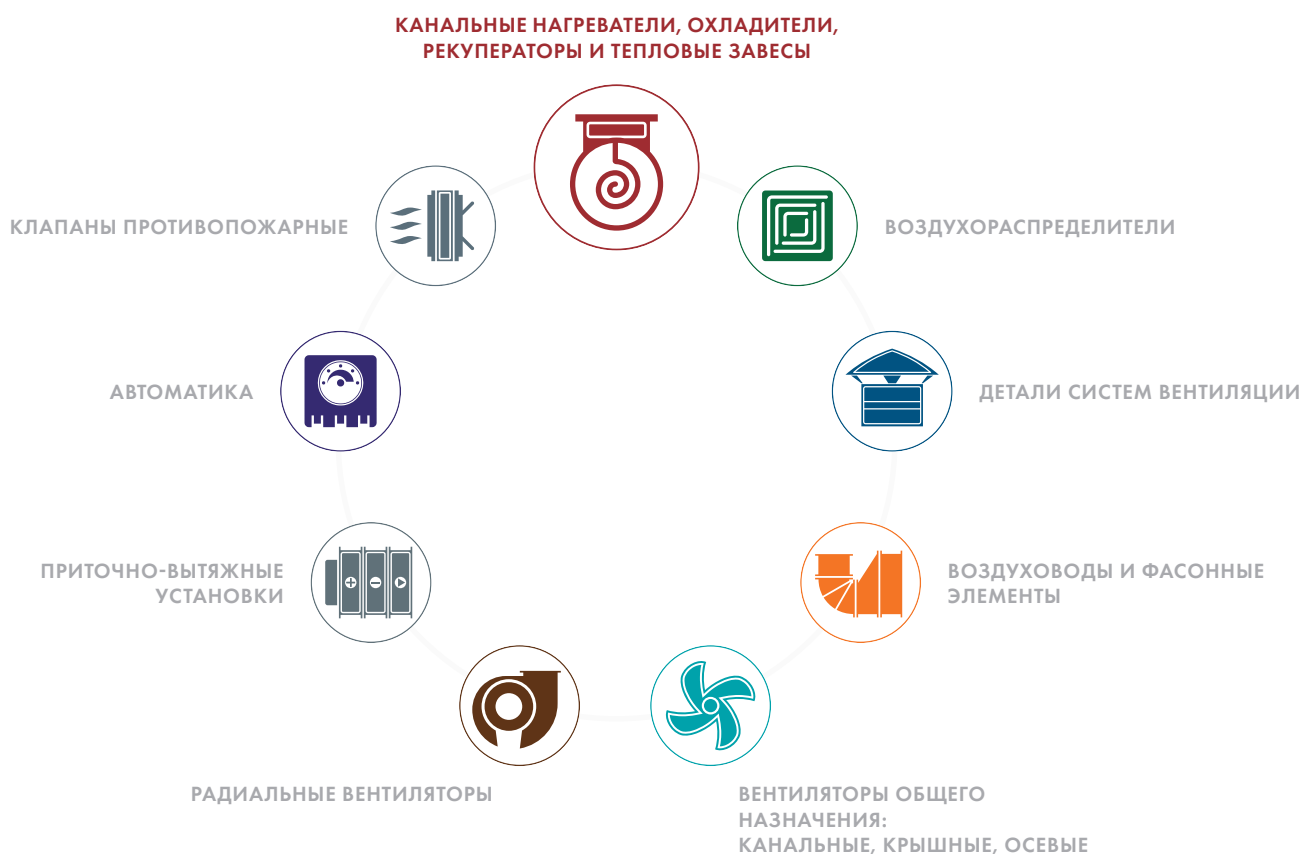 КАНАЛЬНЫЕ НАГРЕВАТЕЛИ, ОХЛАДИТЕЛИ,
РЕКУПЕРАТОРЫ И ТЕПЛОВЫЕ ЗАВЕСЫ
КЛАПАНЫ ПРОТИВОПОЖАРНЫЕ
ВОЗДУХОРАСПРЕДЕЛИТЕЛИ
АВТОМАТИКА
ДЕТАЛИ СИСТЕМ ВЕНТИЛЯЦИИ
ПРИТОЧНО-ВЫТЯЖНЫЕ
УСТАНОВКИ
ВОЗДУХОВОДЫ И ФАСОННЫЕ
ЭЛЕМЕНТЫ
РАДИАЛЬНЫЕ ВЕНТИЛЯТОРЫ
ВЕНТИЛЯТОРЫ ОБЩЕГО
НАЗНАЧЕНИЯ:
КАНАЛЬНЫЕ, КРЫШНЫЕ, ОСЕВЫЕ